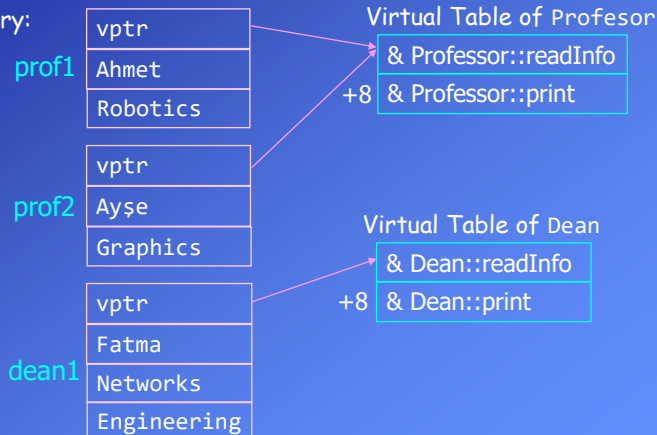 ry:
prof1
vptr
Ahmet
Robotics
Virtual Table of Profesor
& Professor::readInfo
+8 & Professor::print
prof2
vptr
Ayşe
Graphics
Virtual Table of Dean
& Dean::readInfo
+8 & Dean::print
dean1
vptr
Fatma
Networks
Engineering